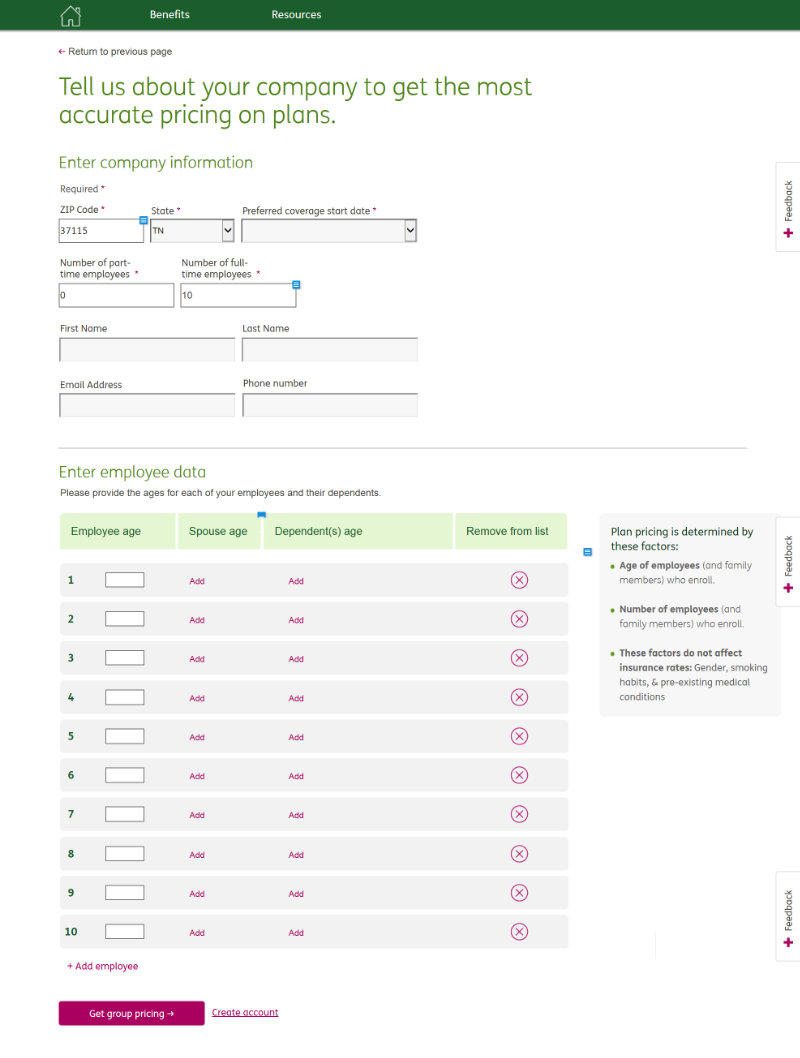 Benefits Resources
← Return to previous page
Tell us about your company to get the most
accurate pricing on plans.
Enter company information
Required *
ZIP Code * State * Preferred coverage start date *
37115 TN
Number of part-
time employees *
Number of full-
time employees *
0 10
First Name Last Name
Email Address Phone number
+ Feedback
Enter employee data
Please provide the ages for each of your employees and their dependents.
Employee age Spouse age Dependent(s) age Remove from list
1 Add Add
2 Add Add
3 Add Add
4 Add Add
5 Add Add
6 Add Add
7 Add Add
8 Add Add
9 Add Add
10 Add Add
+ Add employee
Get group pricing → Create account
Plan pricing is determined by
these factors:
• Age of employees (and family
members) who enroll.
• Number of employees (and
family members) who enroll.
• These factors do not affect
insurance rates: Gender, smoking
habits, & pre-existing medical
conditions
+ Feedback
+ Feedback